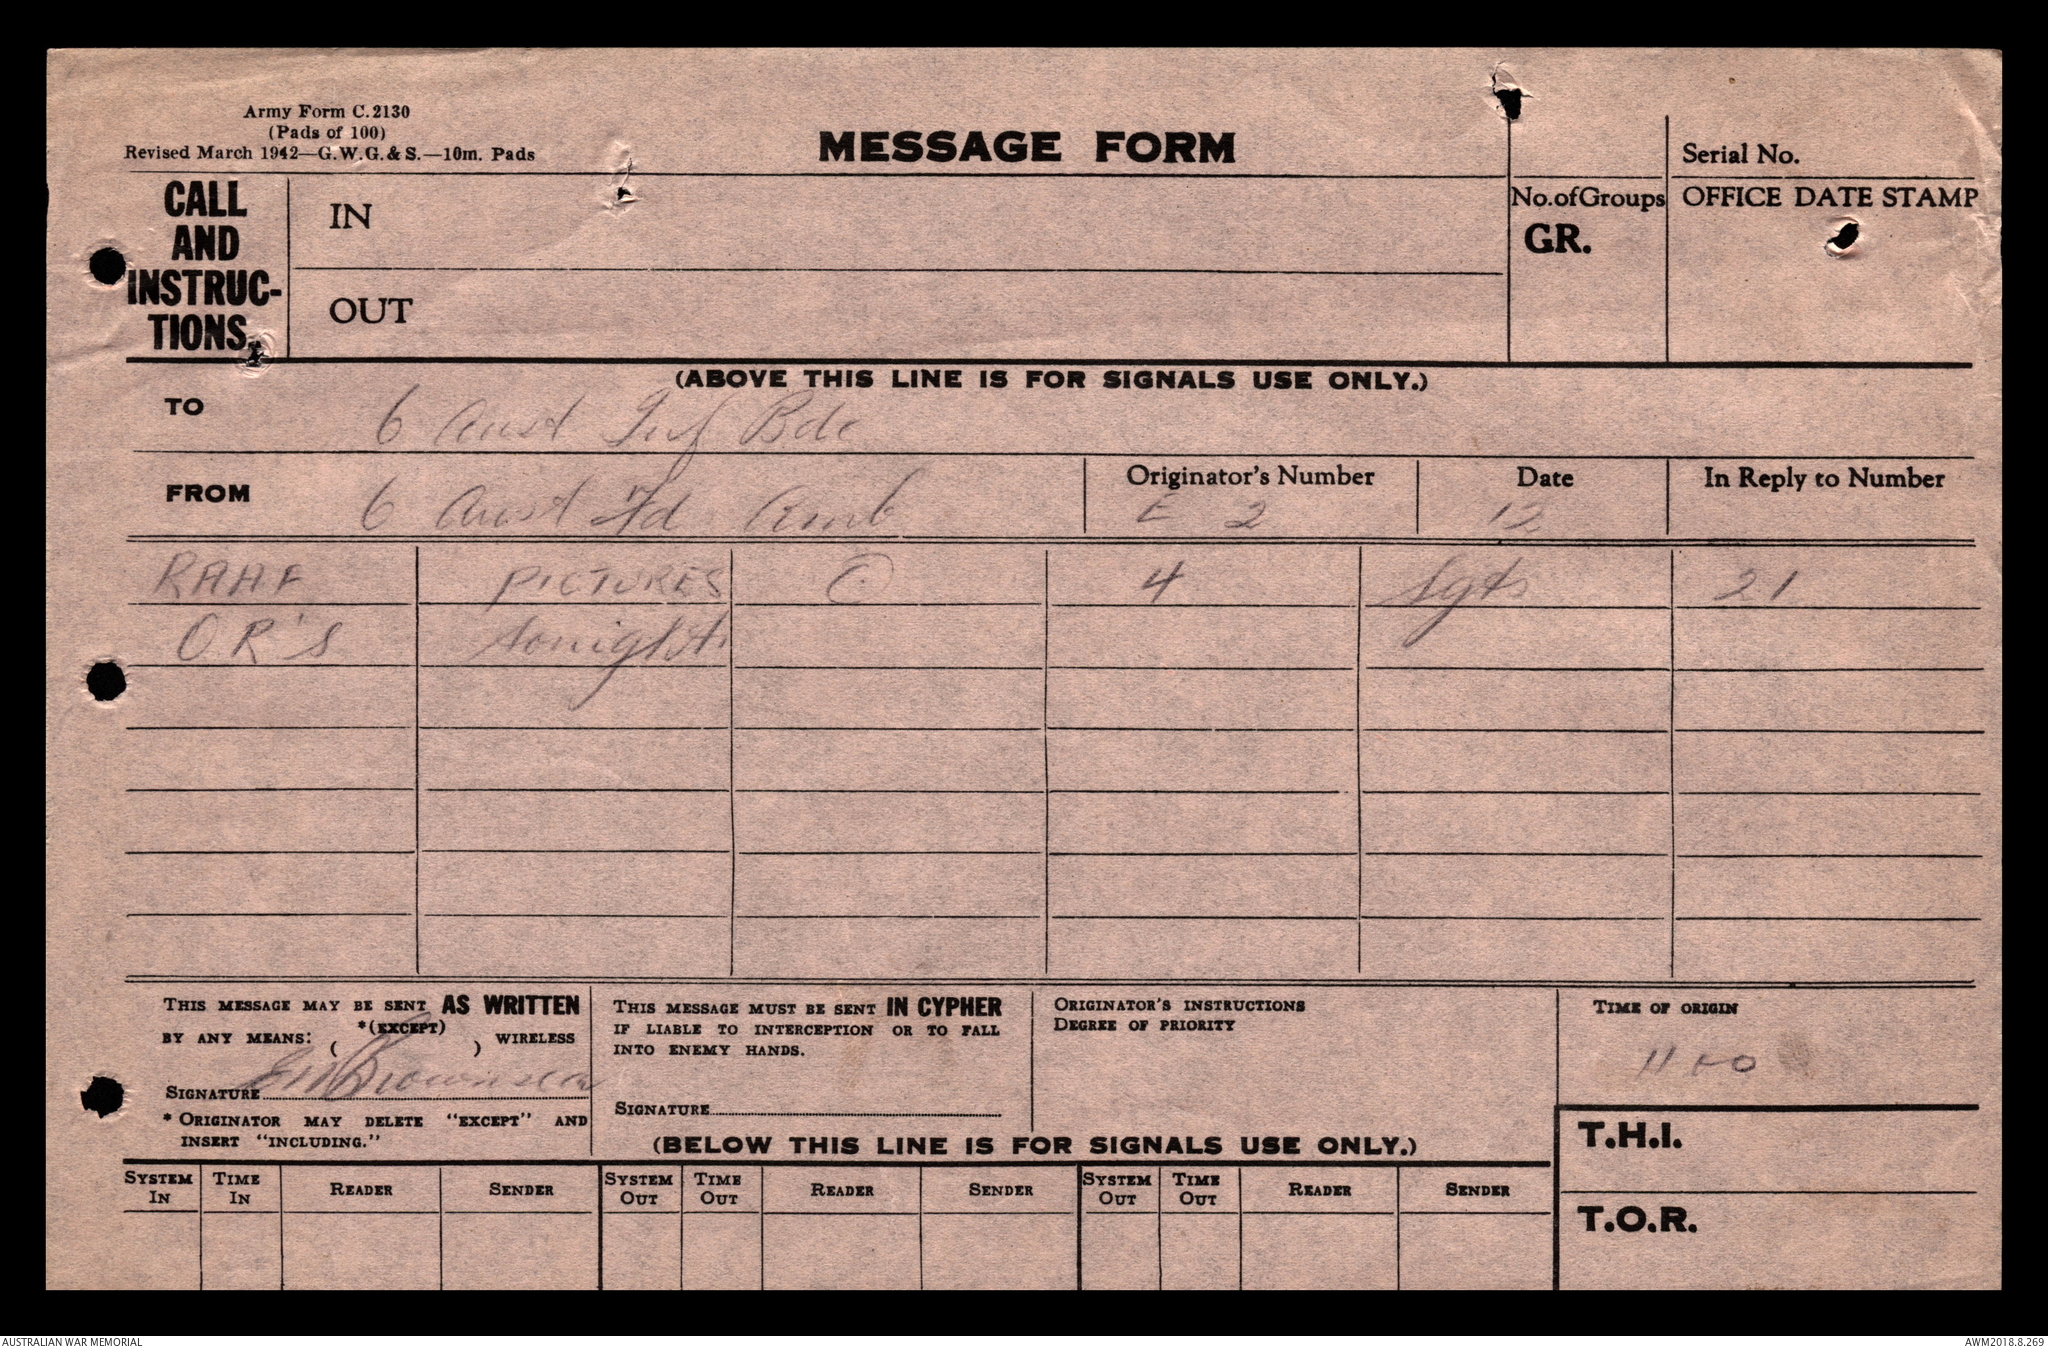 Army Form C.2130
(Pads of 100)
Revised March 1942—G.W.G.& S.—10m. Pads
MESSAGE FORM
Serial No.
CALL
AND
INSTRUC-
TIONS.
IN
OUT
No.of Groups
GR.
OFFICE DATE STAMP
(ABOVE THIS LINE IS FOR SIGNALS USE ONLY.)
TO 6 Aust Inf Bde
FROM 6 Aust Fd Amb
Originator's Number E 2
Date 12
In Reply to Number
RAAF PICTURES (.) 4 Sgts 21
O.R's tonight.
THIS MESSAGE MAY BE SENT AS WRITTEN
BY ANY MEANS: *(EXCEPT) ( ) WIRELESS
SIGNATURE
* ORIGINATOR MAY DELETE "EXCEPT" AND
INSERT "INCLUDING."
THIS MESSAGE MUST BE SENT IN CYPHER
IF LIABLE TO INTERCEPTION OR TO FALL
INTO ENEMY HANDS.
SIGNATURE
ORIGINATOR'S INSTRUCTIONS
DEGREE OF PRIORITY
TIME OF ORIGIN
(BELOW THIS LINE IS FOR SIGNALS USE ONLY.)
T.H.I.
T.O.R.
SYSTEM IN TIME IN READER SENDER SYSTEM OUT TIME OUT READER SENDER SYSTEM OUT TIME OUT READER SENDER
AUSTRALIAN WAR MEMORIAL
AWM2018.8.269